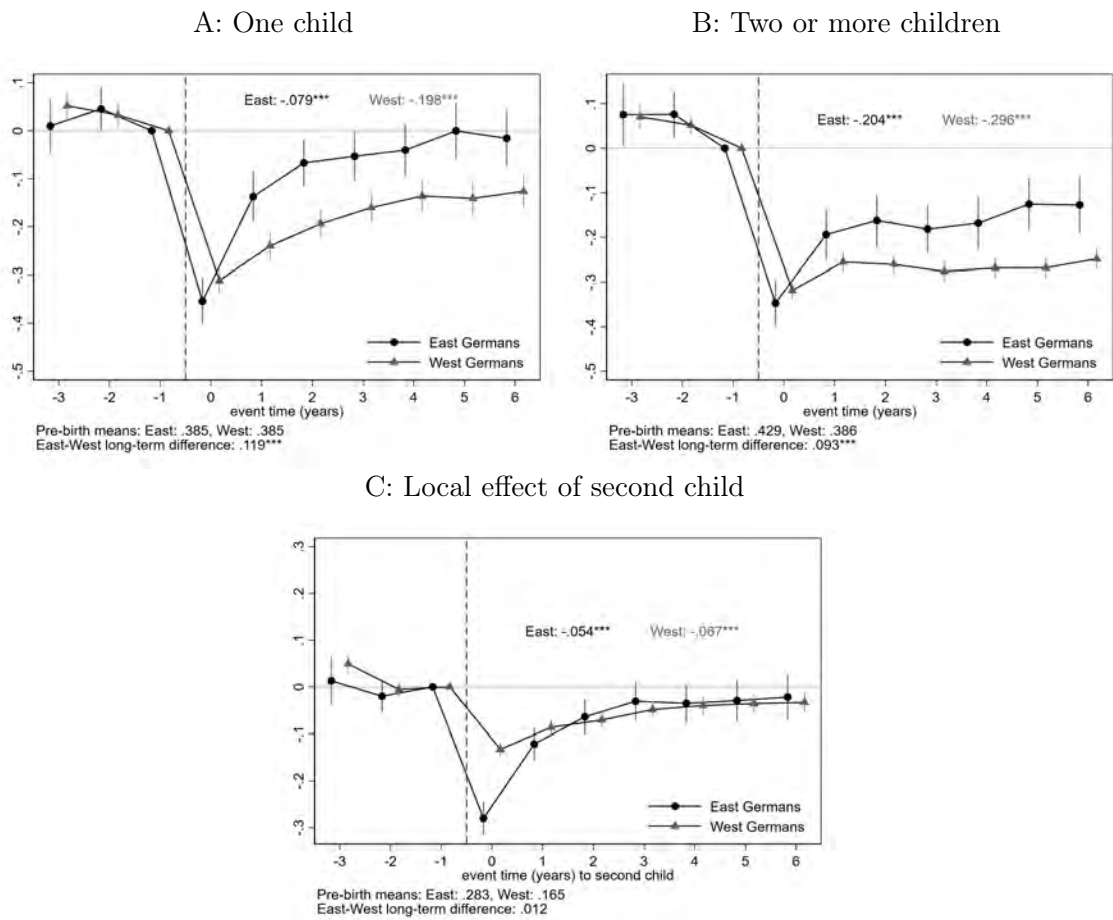 A: One child
.1
0
-.1
-.2
-.3
-.4
-.5
East: -.079***
West: -.198***
East Germans
West Germans
-3 -2 -1 0 1 2 3 4 5 6
event time (years)
Pre-birth means: East: .385, West: .385
East-West long-term difference: .119***
B: Two or more children
.1
0
-.1
-.2
-.3
-.4
-.5
East: -.204***
West: -.296***
East Germans
West Germans
-3 -2 -1 0 1 2 3 4 5 6
event time (years)
Pre-birth means: East: .429, West: .386
East-West long-term difference: .093***
C: Local effect of second child
.3
.2
.1
0
-.1
-.2
-.3
East: -.054***
West: -.067***
East Germans
West Germans
-3 -2 -1 0 1 2 3 4 5 6
event time (years) to second child
Pre-birth means: East: .283, West: .165
East-West long-term difference: .012